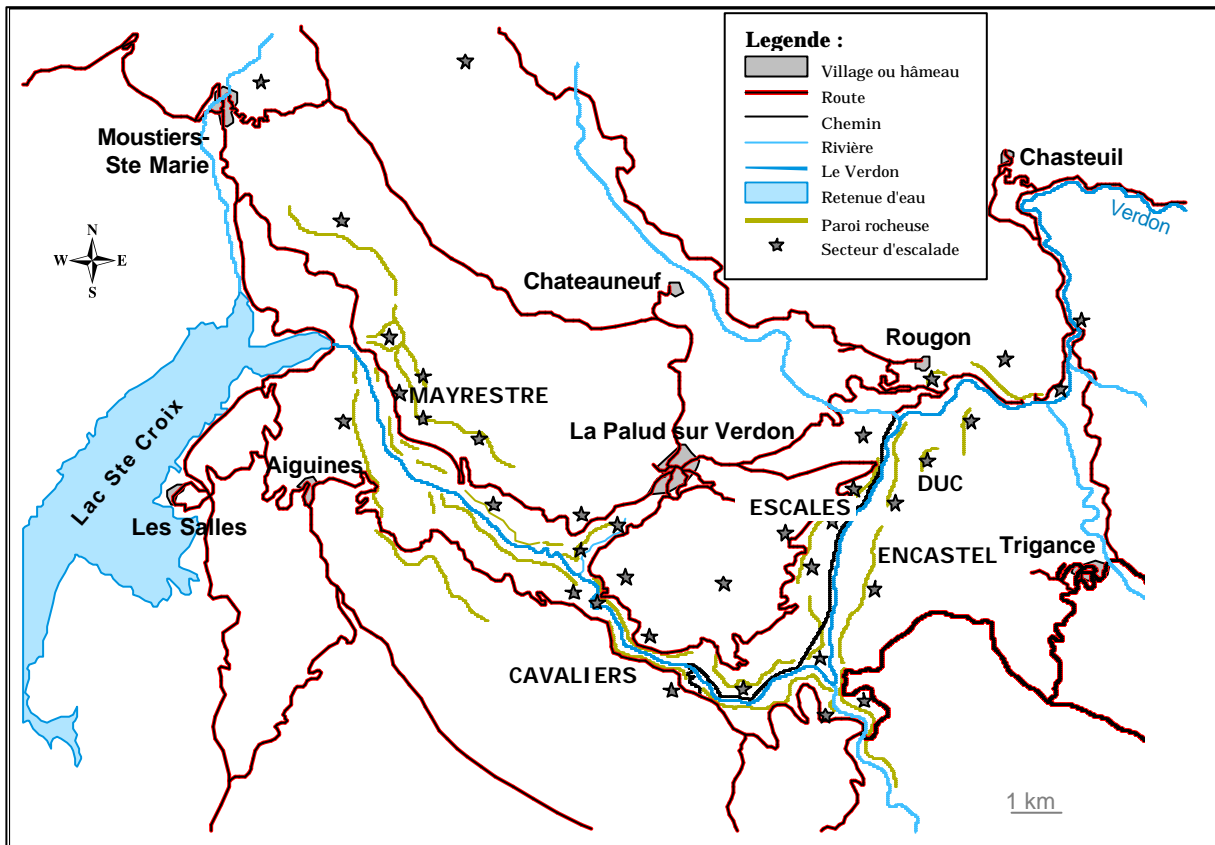 Legende :
Village ou hâmeau
Route
Chemin
Rivière
Le Verdon
Retenue d'eau
Paroi rocheuse
Secteur d'escalade
Moustiers-
Ste Marie
Chasteuil
Verdon
N
W E
S
Chateauneuf
Rougon
MAYRESTRE
La Palud sur Verdon
Lac Ste Croix
Aiguines
Les Salles
DUC
ESCALES
ENCASTEL
Trigance
CAVALIERS
1 km